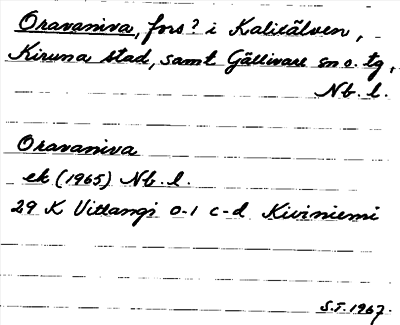 Oravaniva, fors? i Kalixälven,
Kiruna stad, samt Gällivare sn o. tg,
Nb. l.
Oravaniva
ek (1965) Nb. l.
29 K Vittangi 0-1 c-d Kiviniemi
S.F. 1967.